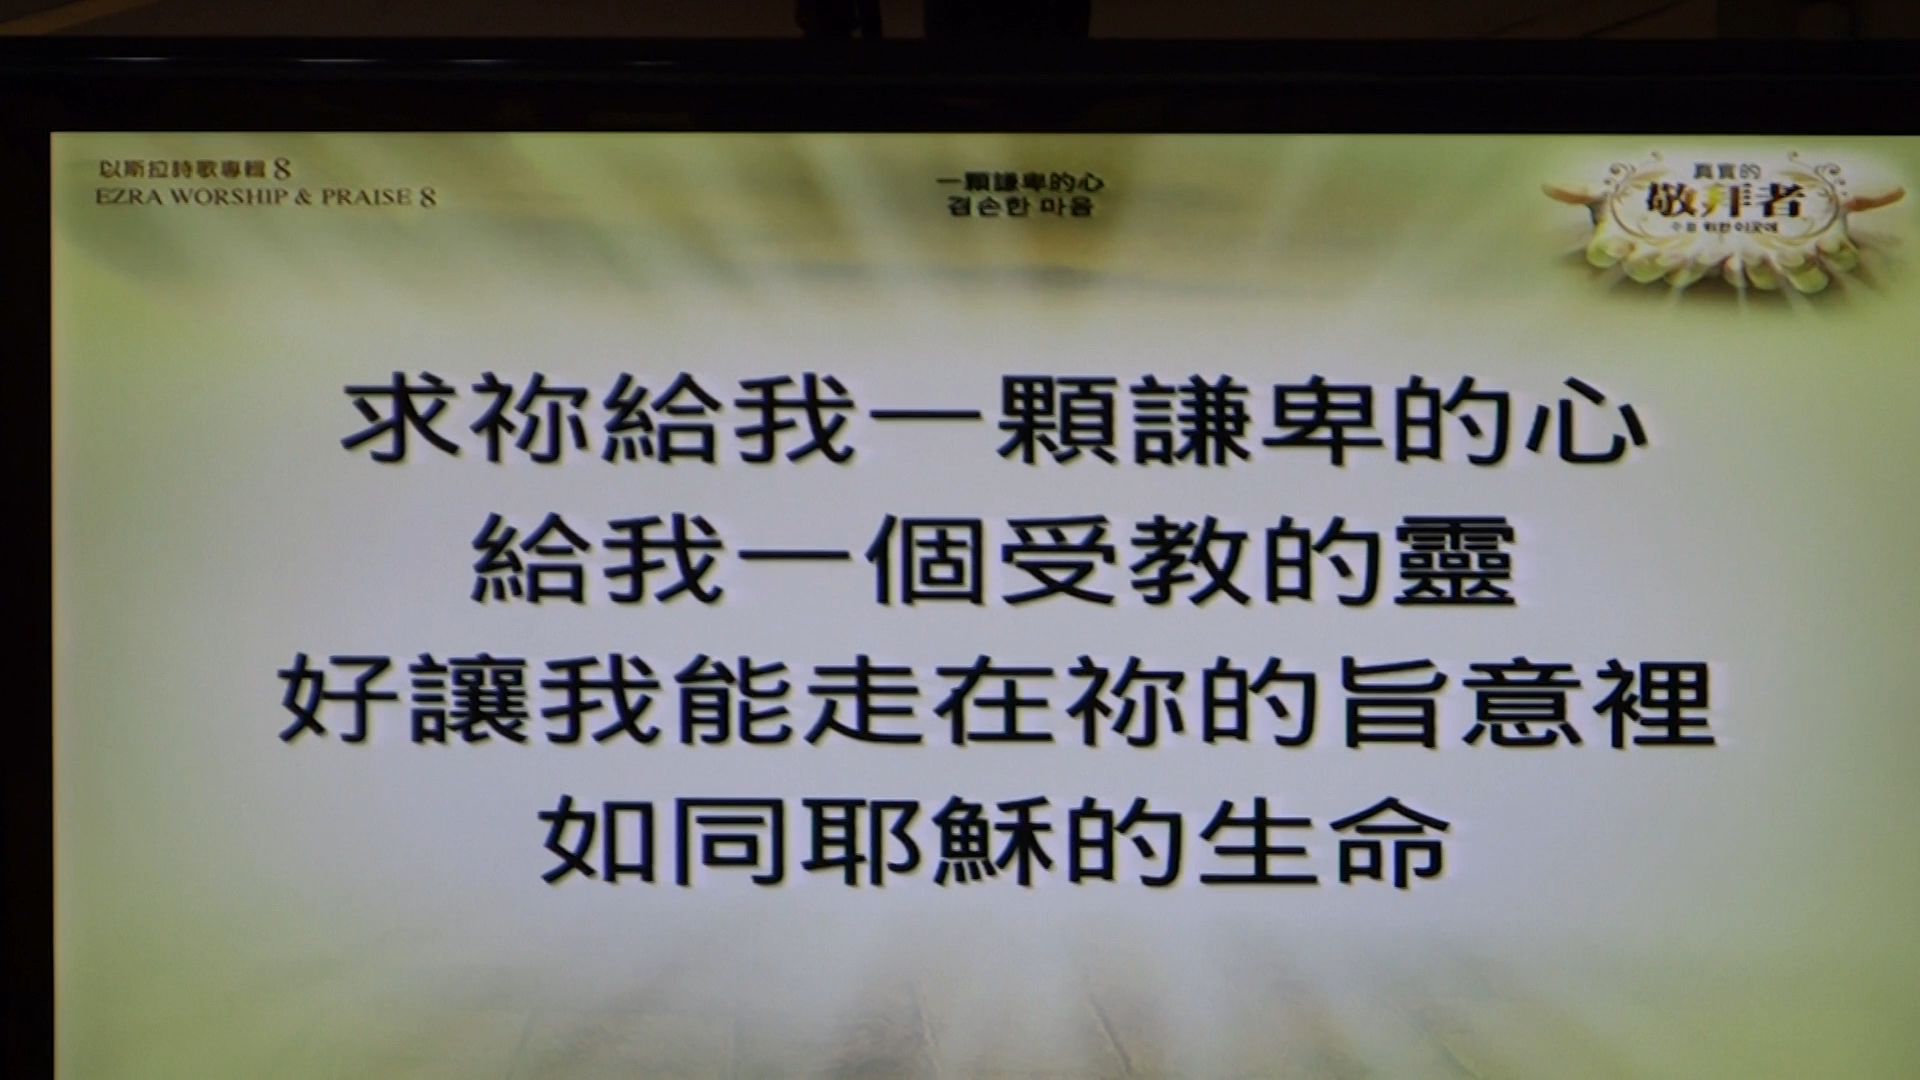 以斯拉詩歌專輯 8
EZRA WORSHIP & PRAISE 8
一顆謙卑的心
겸손한 마음
真實的
敬拜者
求祢給我一顆謙卑的心
給我一個受教的靈
好讓我能走在祢的旨意裡
如同耶穌的生命